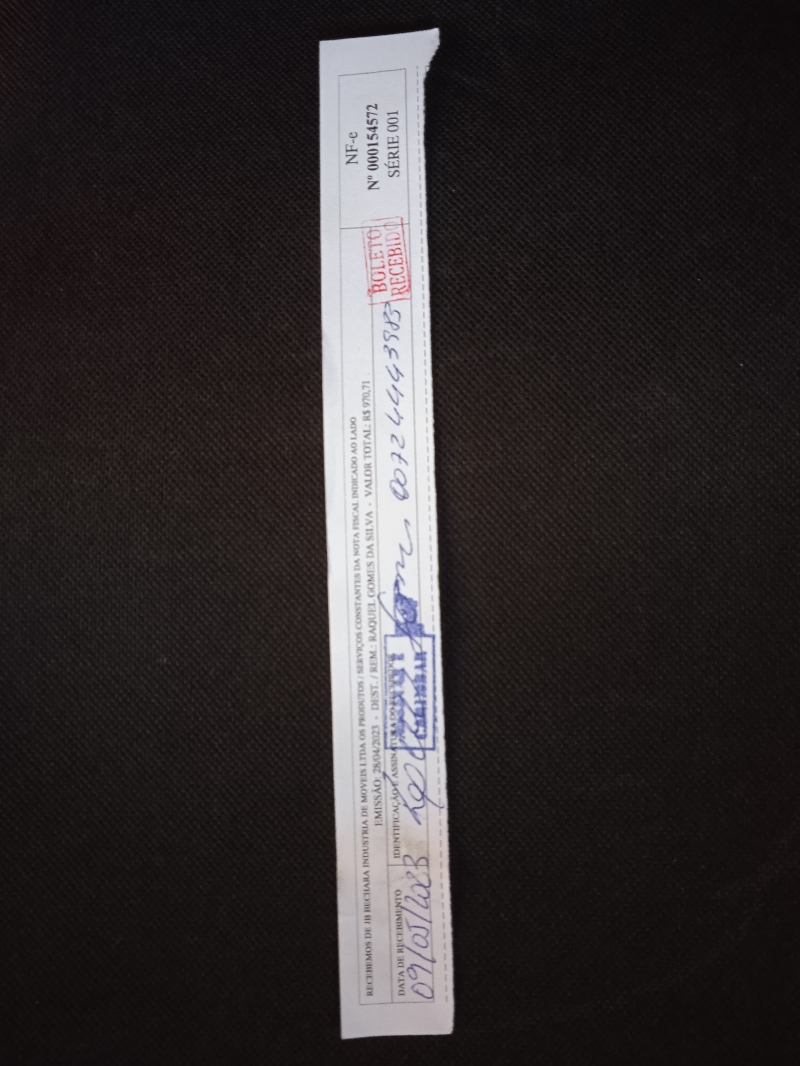 RECEBEMOS DE JB BECHARA INDUSTRIA DE MOVEIS LTDA OS PRODUTOS / SERVIÇOS CONSTANTES DA NOTA FISCAL INDICADO AO LADO
EMISSÃO: 28/04/2023 - DEST. / REM.: RAQUEL GOMES DA SILVA - VALOR TOTAL: R$ 970,71
DATA DE RECEBIMENTO
09/05/2023
IDENTIFICAÇÃO E ASSINATURA DO
BOLETO
RECEBIDO
NF-e
Nº 000154572
SÉRIE 001